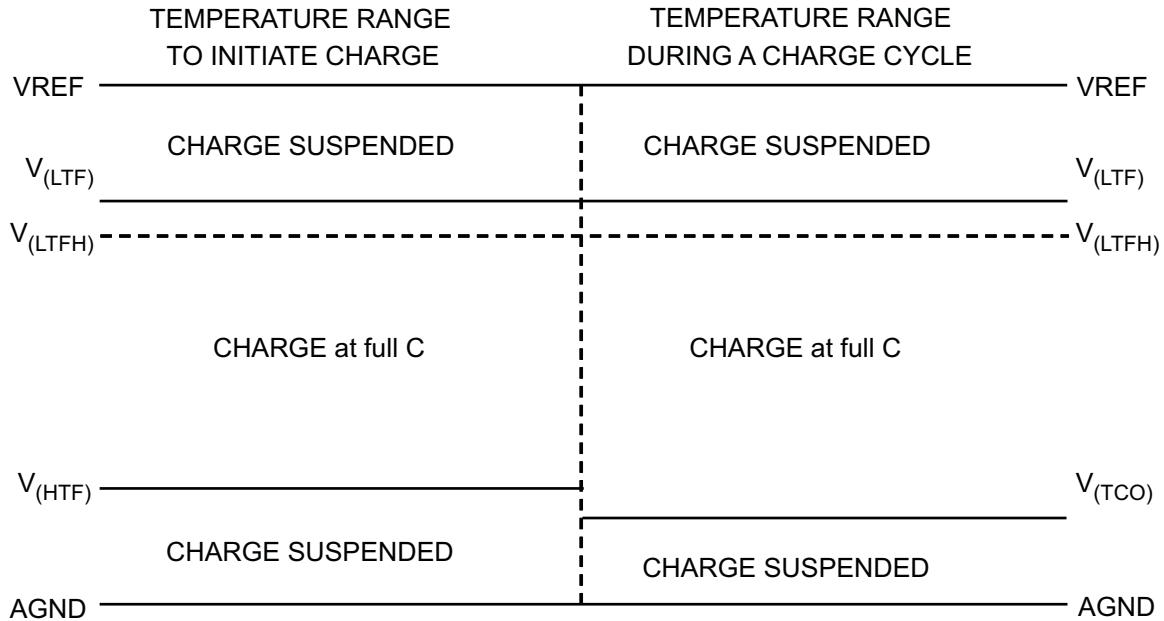 TEMPERATURE RANGE
TO INITIATE CHARGE
TEMPERATURE RANGE
DURING A CHARGE CYCLE
VREF
VREF
CHARGE SUSPENDED
CHARGE SUSPENDED
V(LTF)
V(LTF)
V(LTFH)
V(LTFH)
CHARGE at full C
CHARGE at full C
V(HTF)
V(TCO)
CHARGE SUSPENDED
CHARGE SUSPENDED
AGND
AGND